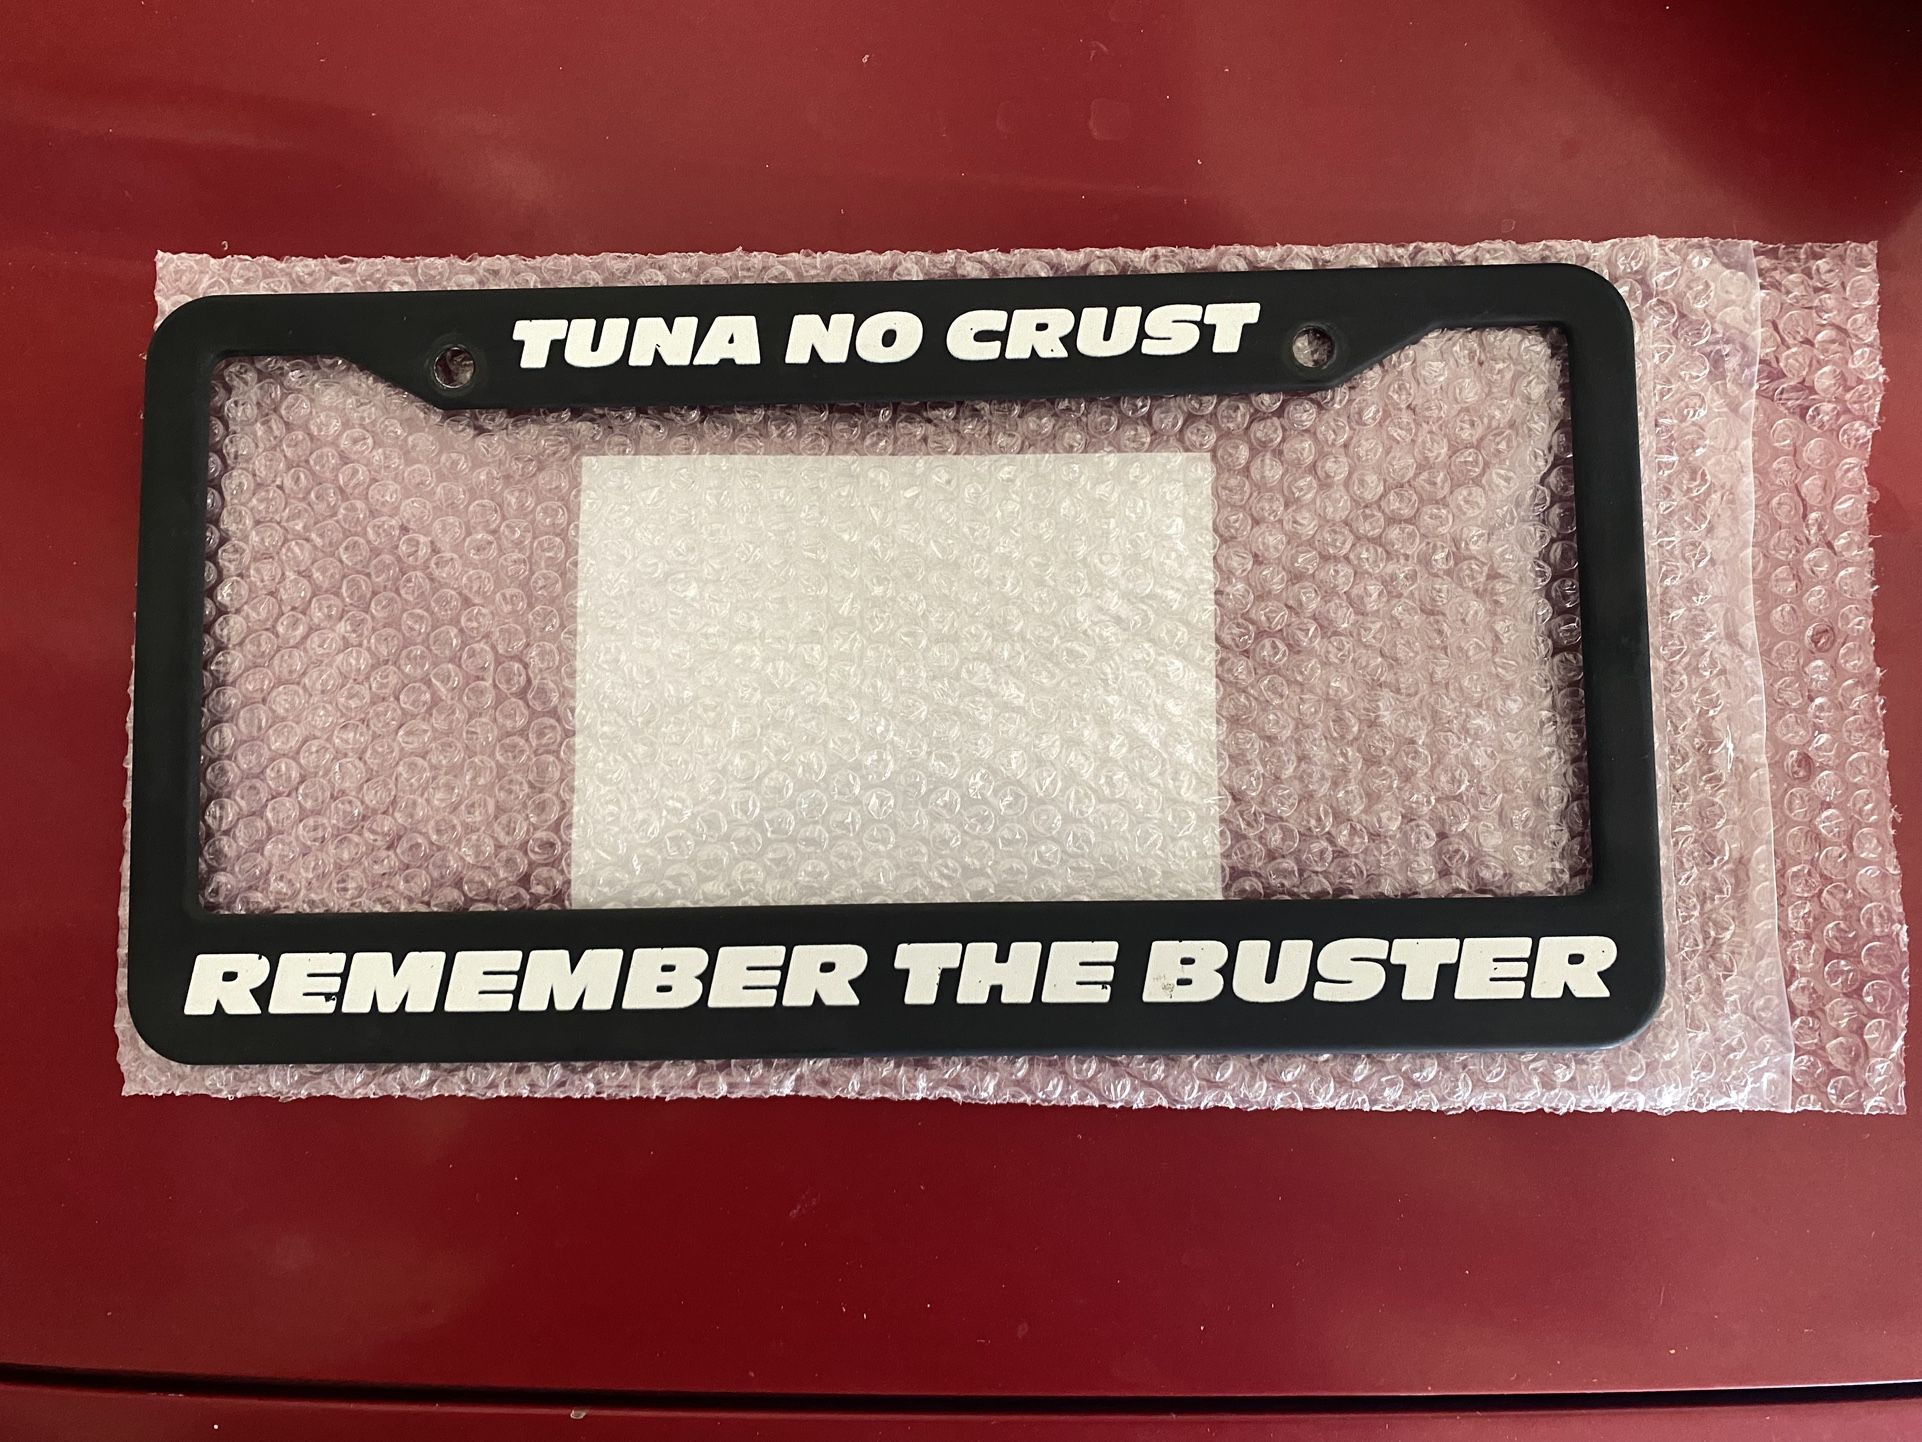 TUNA NO CRUST
REMEMBER THE BUSTER